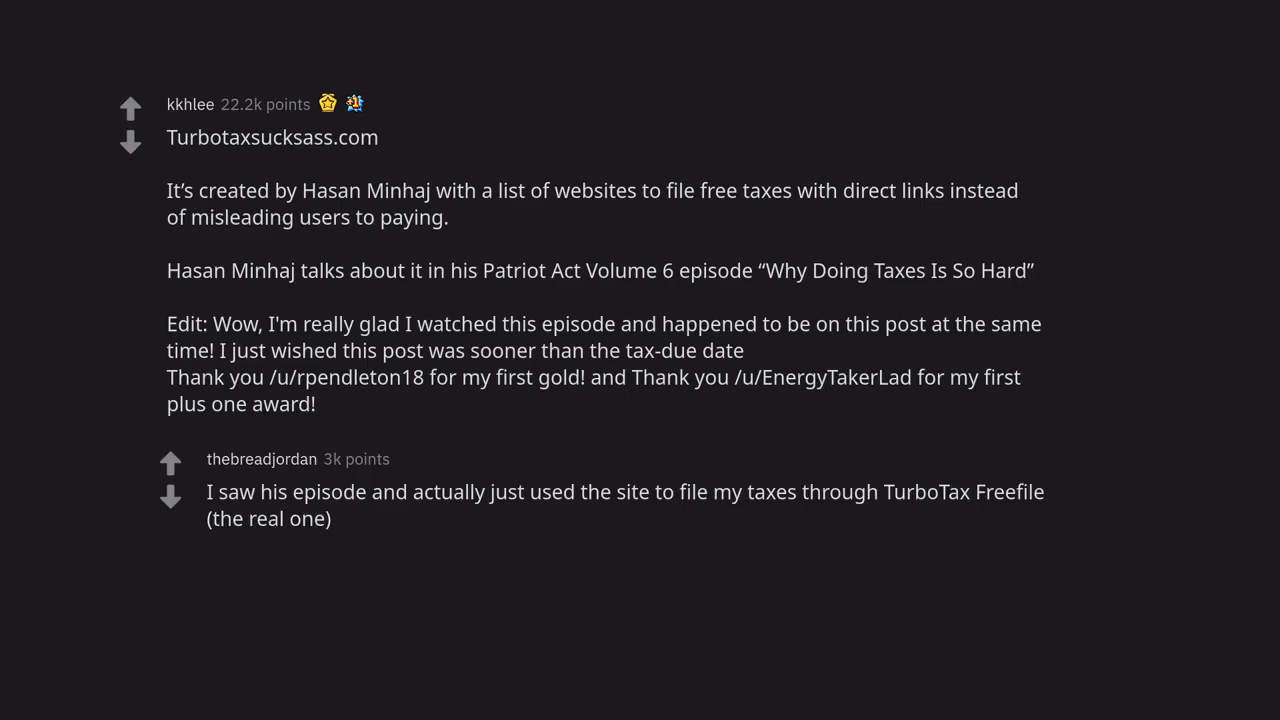 kkhlee 22.2k points
Turbotaxsucksass.com
It’s created by Hasan Minhaj with a list of websites to file free taxes with direct links instead
of misleading users to paying.
Hasan Minhaj talks about it in his Patriot Act Volume 6 episode “Why Doing Taxes Is So Hard”
Edit: Wow, I'm really glad I watched this episode and happened to be on this post at the same
time! I just wished this post was sooner than the tax-due date
Thank you /u/rpendleton18 for my first gold! and Thank you /u/EnergyTakerLad for my first
plus one award!
thebreadjordan 3k points
I saw his episode and actually just used the site to file my taxes through TurboTax Freefile
(the real one)